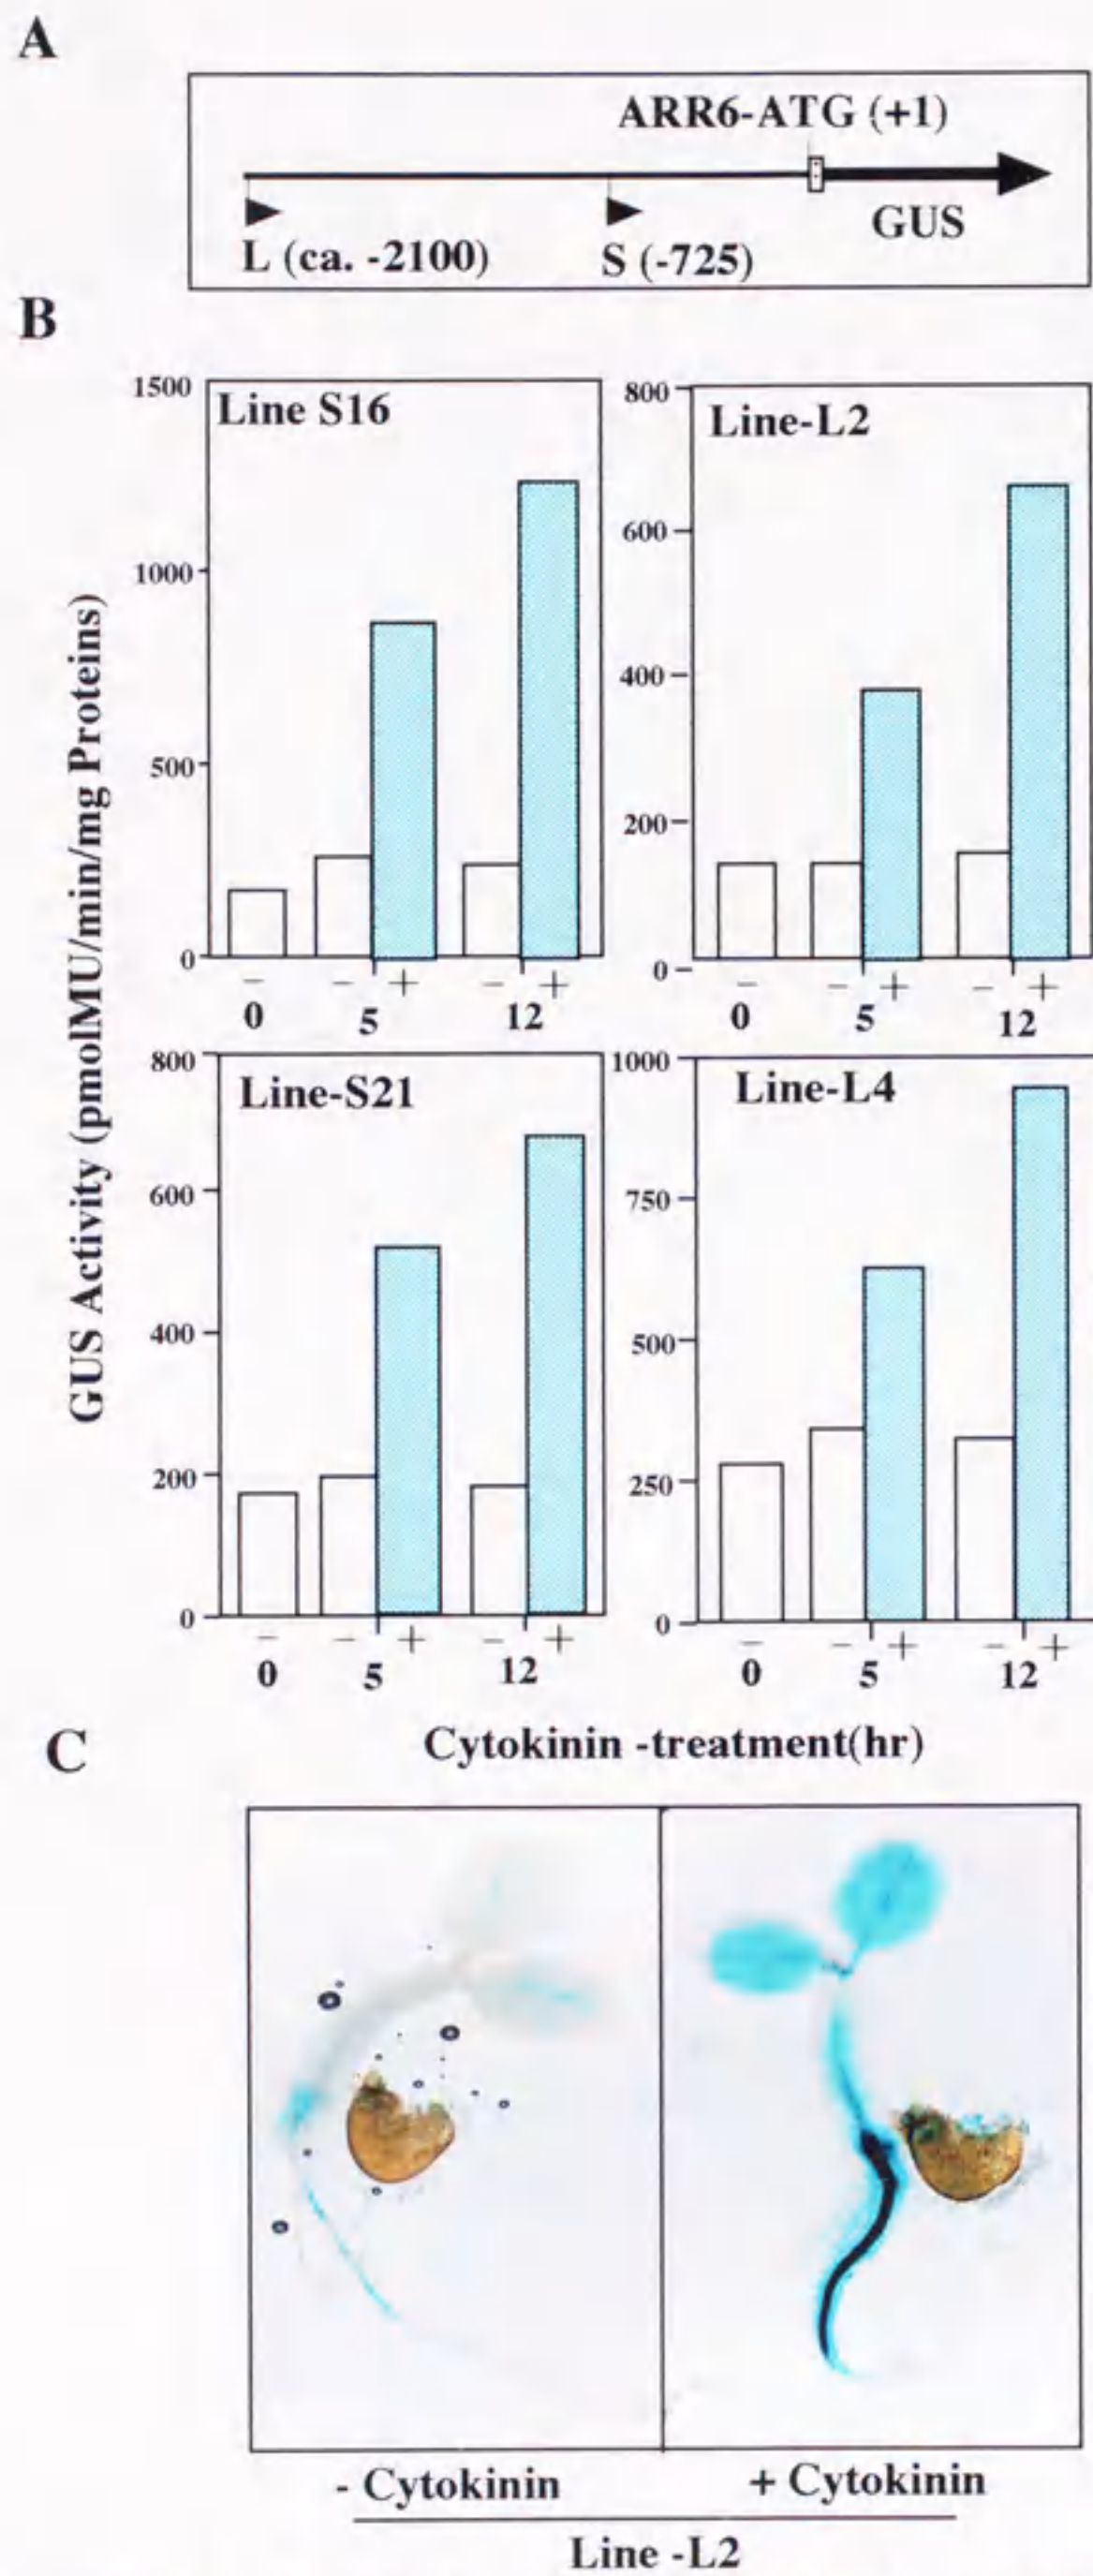 A
ARR6-ATG (+1)
GUS
L (ca. -2100)
S (-725)
B
GUS Activity (pmolMU/min/mg Proteins)
Line S16
1500
1000
500
0
− − + − +
0 5 12
Line-L2
800
600
400
200
0
− − + − +
0 5 12
Line-S21
800
600
400
200
0
− − + − +
0 5 12
Line-L4
1000
750
500
250
0
− − + − +
0 5 12
Cytokinin -treatment(hr)
C
- Cytokinin
+ Cytokinin
Line -L2